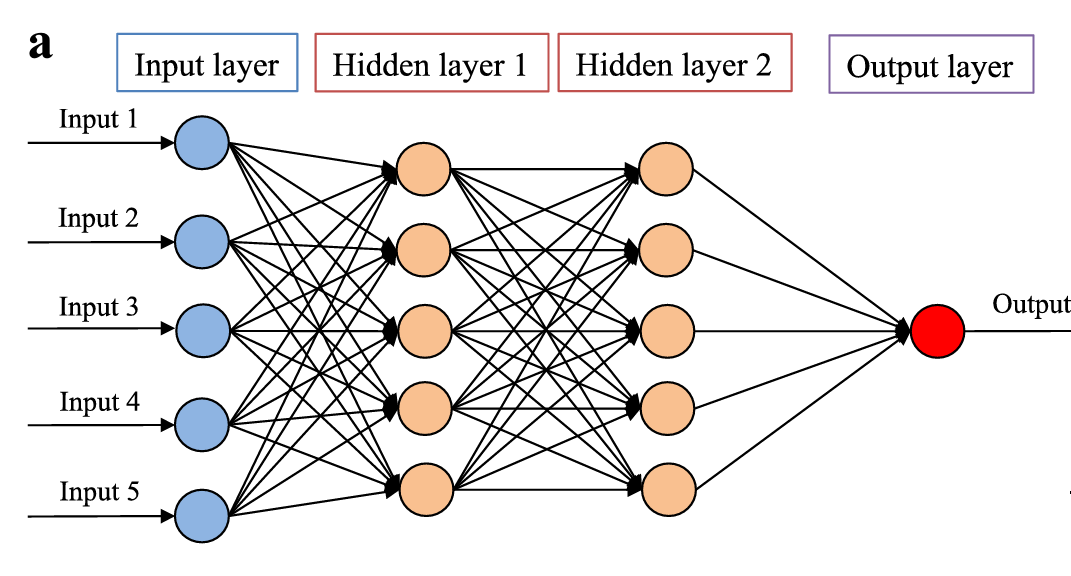 a
Input layer
Hidden layer 1
Hidden layer 2
Output layer
Input 1
Input 2
Input 3
Input 4
Input 5
Output